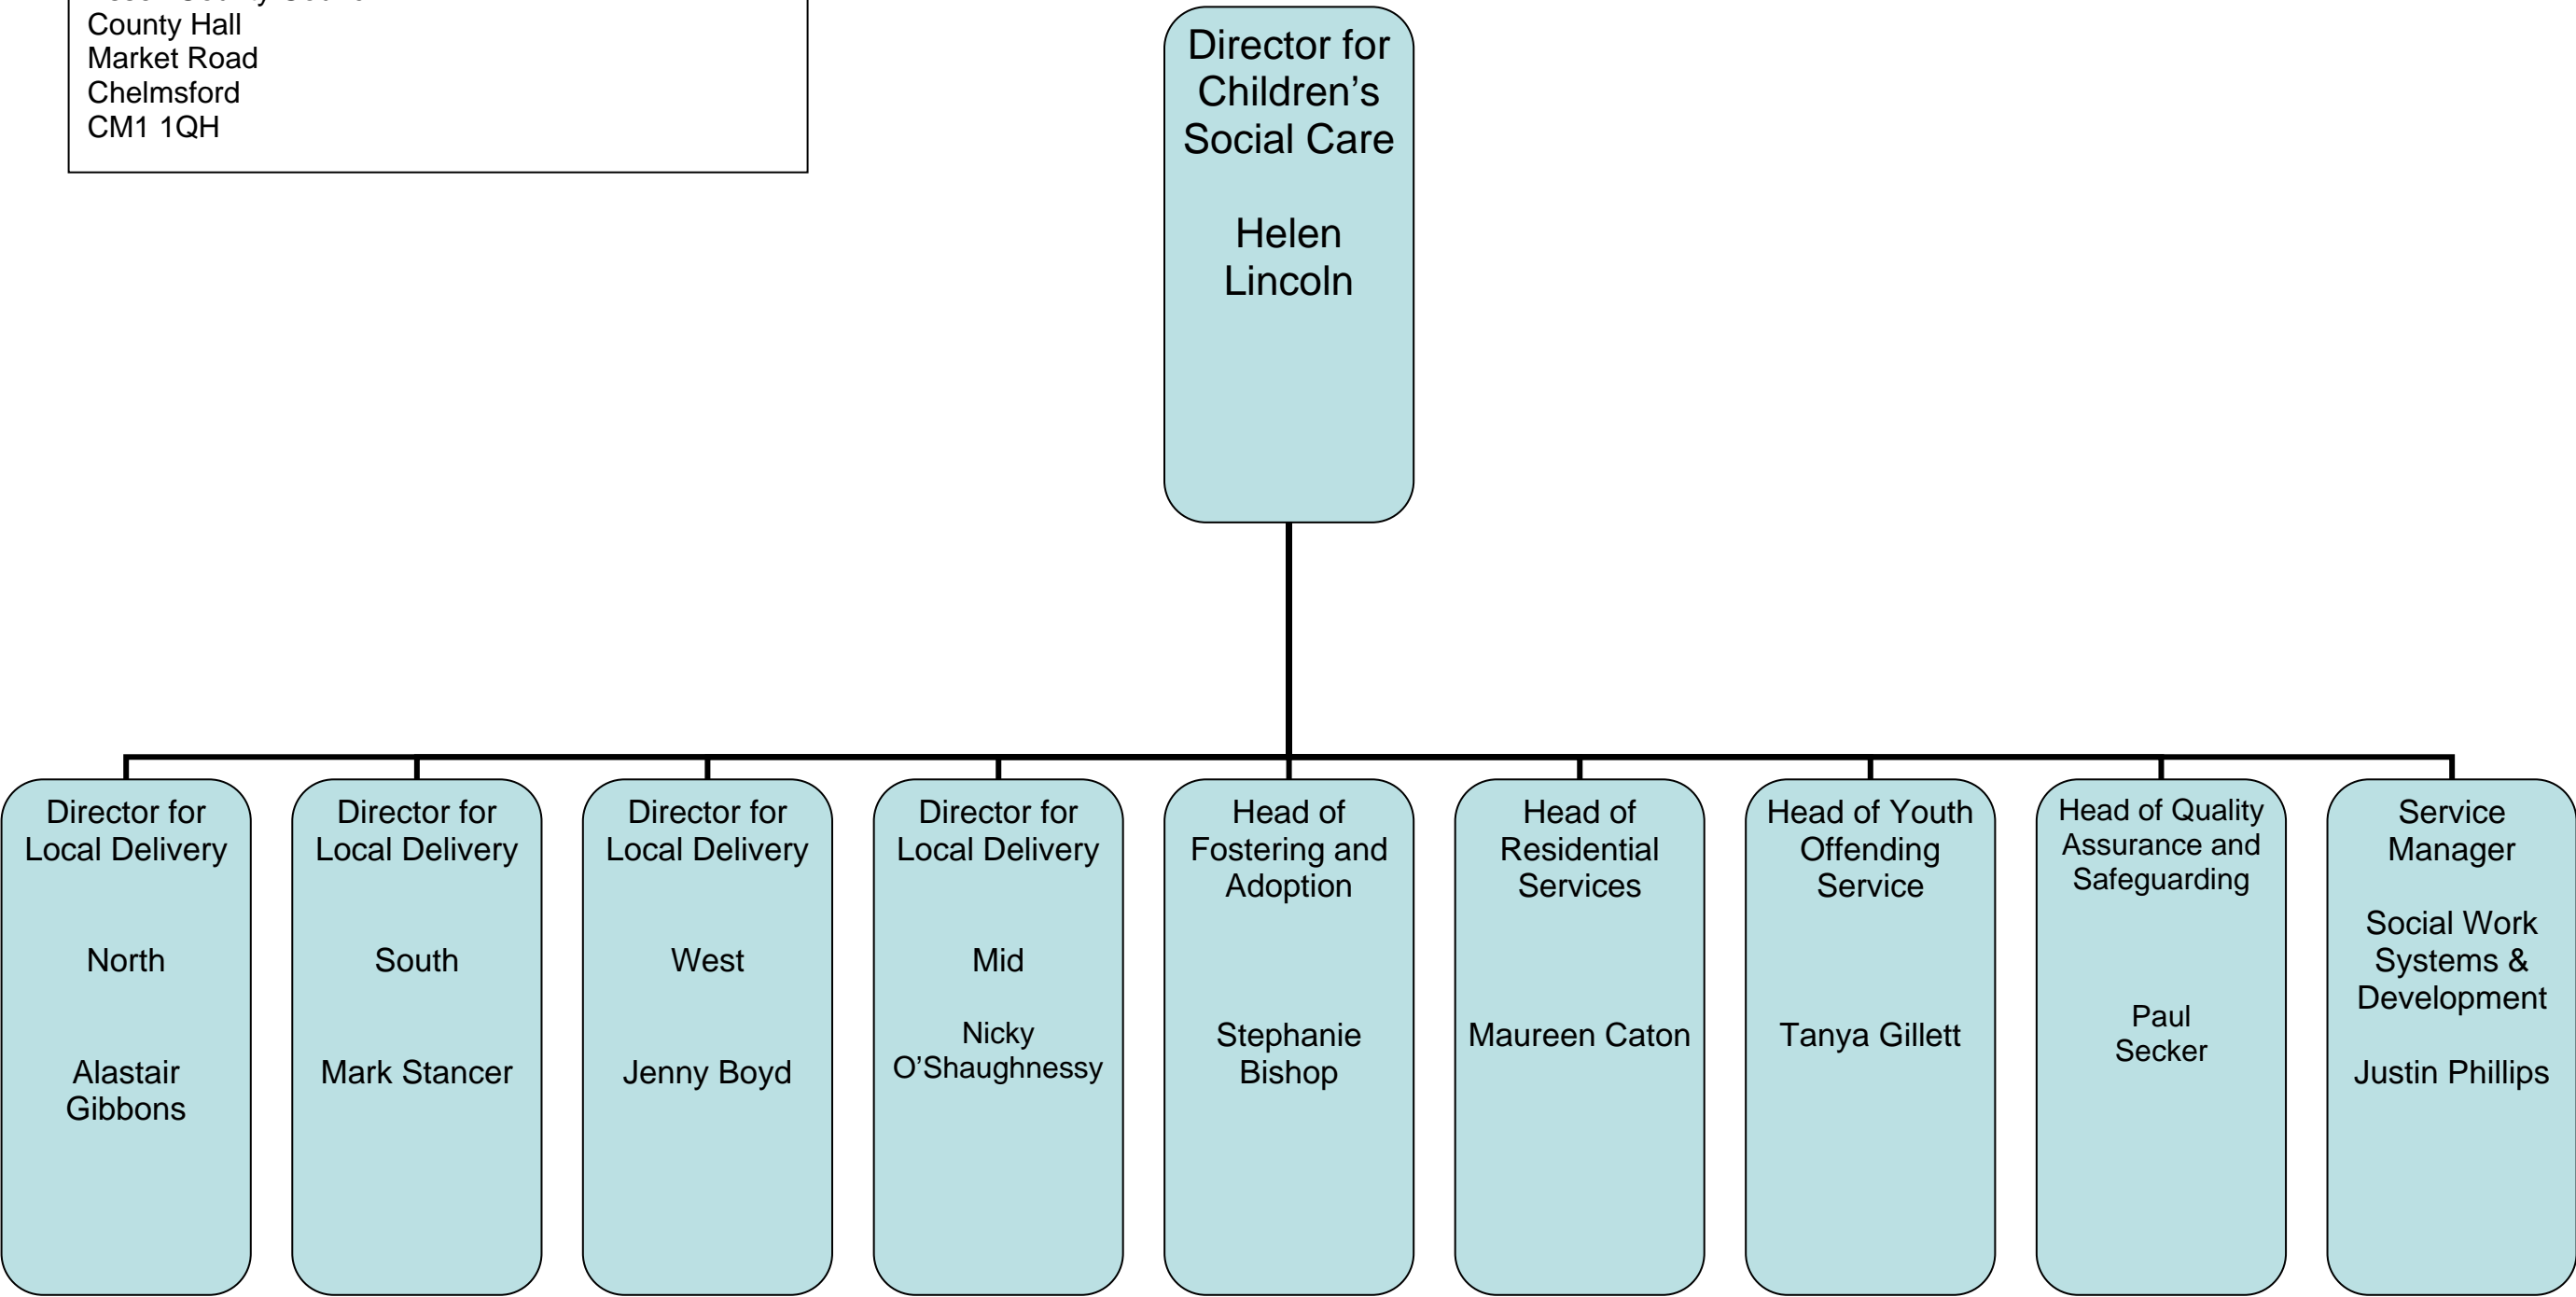 County Hall
Market Road
Chelmsford
CM1 1QH
Director for
Children’s
Social Care
Helen
Lincoln
Director for
Local Delivery
North
Alastair
Gibbons
Director for
Local Delivery
South
Mark Stancer
Director for
Local Delivery
West
Jenny Boyd
Director for
Local Delivery
Mid
Nicky
O’Shaughnessy
Head of
Fostering and
Adoption
Stephanie
Bishop
Head of
Residential
Services
Maureen Caton
Head of Youth
Offending
Service
Tanya Gillett
Head of Quality
Assurance and
Safeguarding
Paul
Secker
Service
Manager
Social Work
Systems &
Development
Justin Phillips